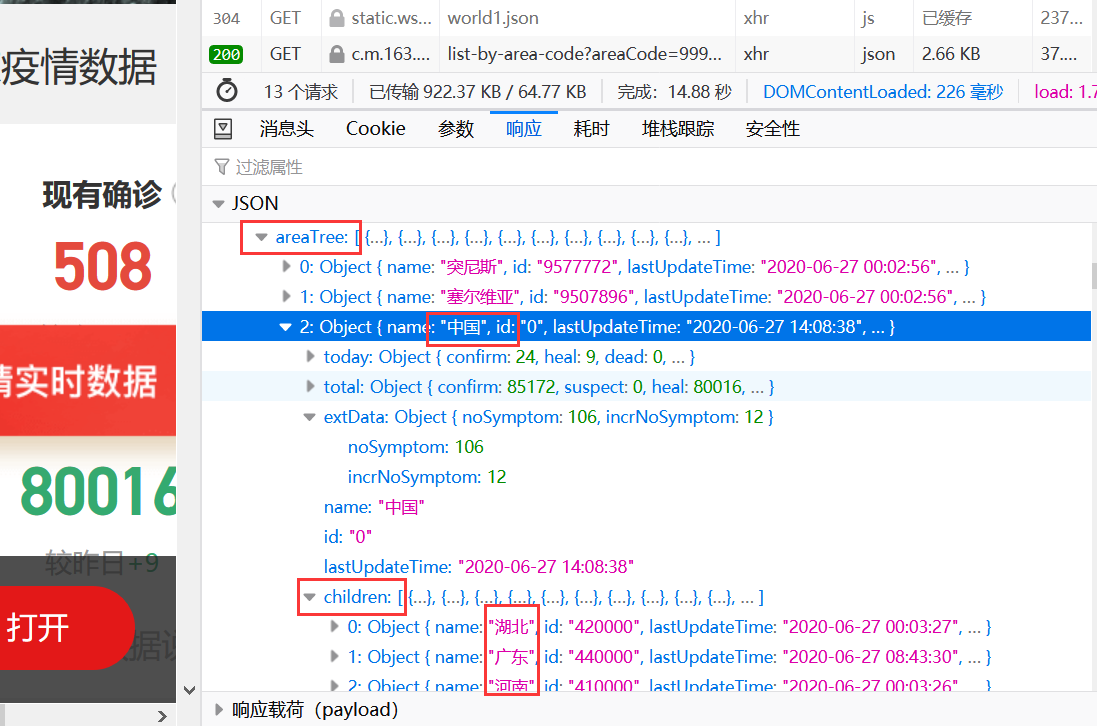 疫情数据
现有确诊
508
情实时数据
80016
较昨日+9
打开
据说
304 GET static.ws... world1.json xhr js 已缓存 237...
200 GET c.m.163.... list-by-area-code?areaCode=999... xhr json 2.66 KB 37....
13 个请求 已传输 922.37 KB / 64.77 KB 完成：14.88 秒 DOMContentLoaded: 226 毫秒 load: 1.7
消息头 Cookie 参数 响应 耗时 堆栈跟踪 安全性
过滤属性
JSON
areaTree: [ {...}, {...}, {...}, {...}, {...}, {...}, {...}, {...}, {...}, {...}, ... ]
0: Object { name: "突尼斯", id: "9577772", lastUpdateTime: "2020-06-27 00:02:56", ... }
1: Object { name: "塞尔维亚", id: "9507896", lastUpdateTime: "2020-06-27 00:02:56", ... }
2: Object { name: "中国", id: "0", lastUpdateTime: "2020-06-27 14:08:38", ... }
today: Object { confirm: 24, heal: 9, dead: 0, ... }
total: Object { confirm: 85172, suspect: 0, heal: 80016, ... }
extData: Object { noSymptom: 106, incrNoSymptom: 12 }
noSymptom: 106
incrNoSymptom: 12
name: "中国"
id: "0"
lastUpdateTime: "2020-06-27 14:08:38"
children: [ {...}, {...}, {...}, {...}, {...}, {...}, {...}, {...}, {...}, {...}, ... ]
0: Object { name: "湖北", id: "420000", lastUpdateTime: "2020-06-27 00:03:27", ... }
1: Object { name: "广东", id: "440000", lastUpdateTime: "2020-06-27 08:43:30", ... }
2: Object { name: "河南", id: "410000", lastUpdateTime: "2020-06-27 00:03:26", ... }
响应载荷（payload）